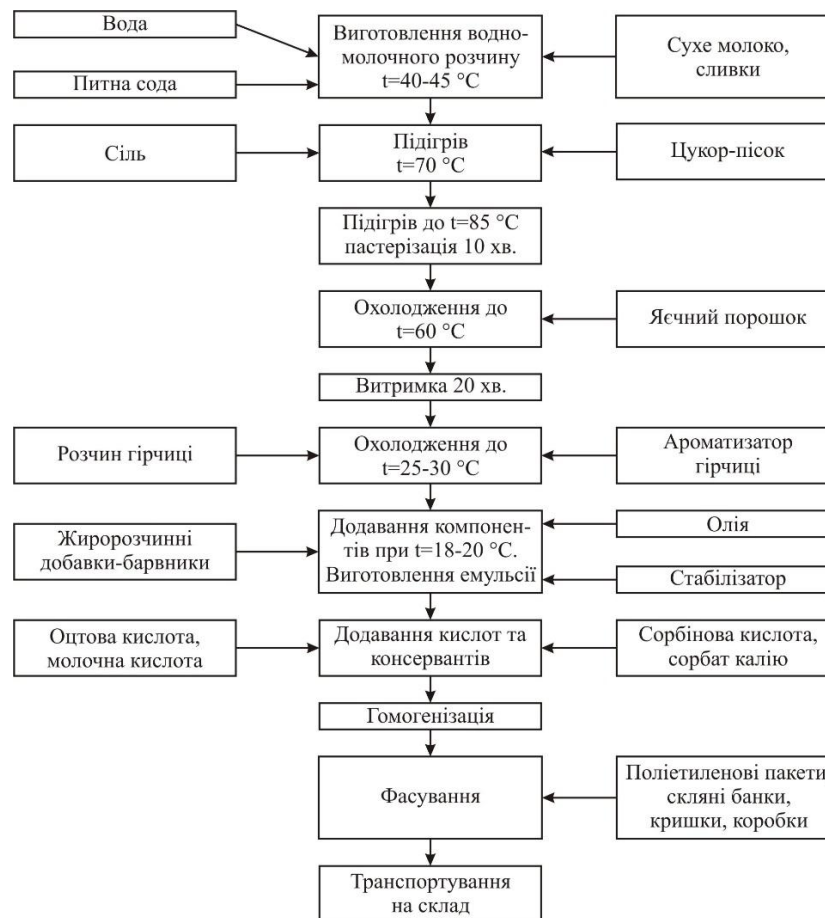 Вода
Питна сода
Виготовлення водно-
молочного розчину
t=40-45 °C
Сухе молоко,
сливки
Сіль
Підігрів
t=70 °C
Цукор-пісок
Підігрів до t=85 °C
пастерізація 10 хв.
Охолодження до
t=60 °C
Яєчний порошок
Витримка 20 хв.
Розчин гірчиці
Охолодження до
t=25-30 °C
Ароматизатор
гірчиці
Жиророзчинні
добавки-барвники
Додавання компонен-
тів при t=18-20 °C.
Виготовлення емульсії
Олія
Стабілізатор
Оцтова кислота,
молочна кислота
Додавання кислот та
консервантів
Сорбінова кислота,
сорбат калію
Гомогенізація
Фасування
Поліетиленові пакети,
скляні банки,
кришки, коробки
Транспортування
на склад